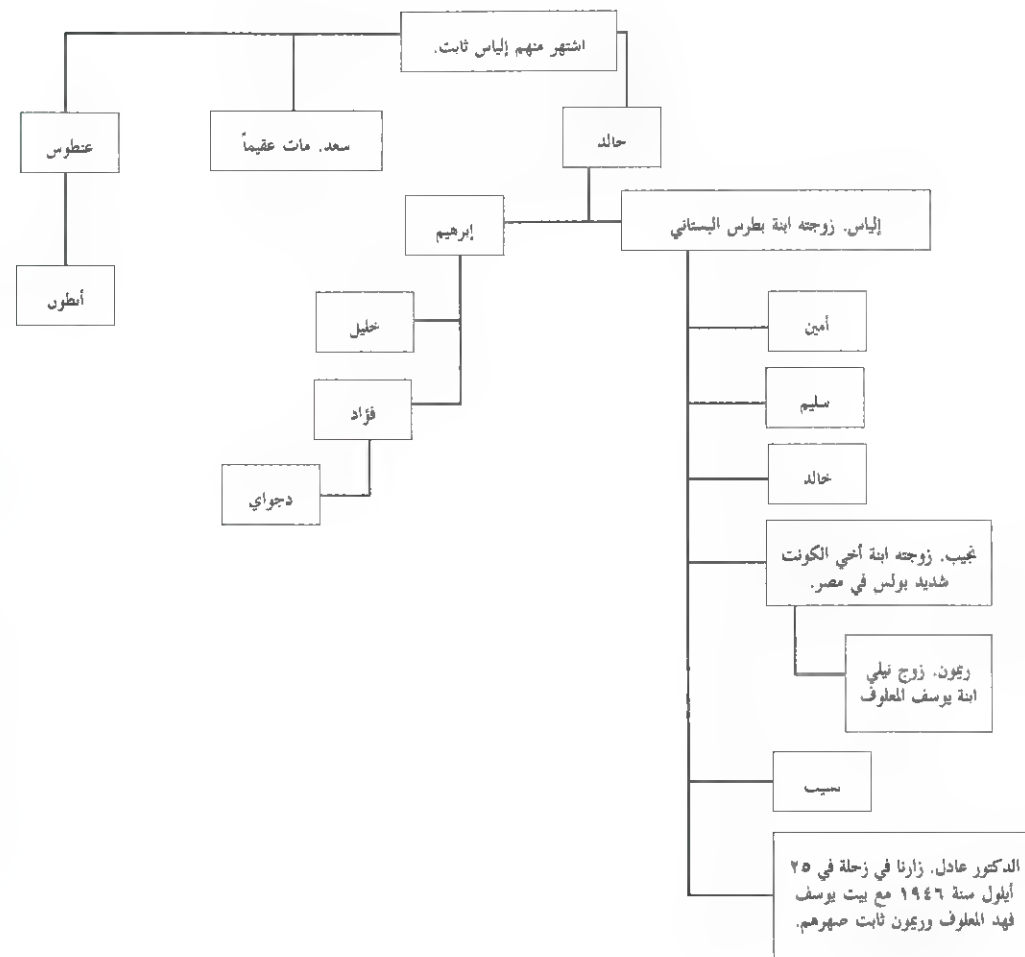 اشتهر منهم إلياس ثابت.
خالد
سعد. مات عقيماً
عنطوس
إلياس. زوجته ابنة بطرس البستاني
إبرهيم
أنطون
خليل
أمين
فؤاد
سليم
دجواي
خالد
نجيب. زوجته ابنة أخي الكونت
شديد بولس في مصر.
ريمون. زوج نيلي
ابنة يوسف المعلوف
نسيب
الدكتور عادل. زارنا في زحلة في ٢٥
أيلول سنة ١٩٤٦ مع بيت يوسف
فهد المعلوف وريمون ثابت صهرهم.